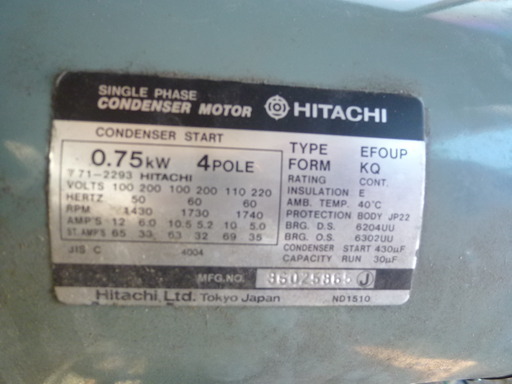 SINGLE PHASE
CONDENSER MOTOR HITACHI
CONDENSER START
0.75kW 4POLE
771-2293 HITACHI
VOLTS 100 200 100 200 110 220
HERTZ 50 60 60
RPM 1430 1730 1740
AMP'S 12 6.0 10.5 5.2 10 5.0
ST.AMP'S 65 33 63 32 69 35
JIS C 4004
TYPE EFOUP
FORM KQ
RATING CONT.
INSULATION E
AMB. TEMP. 40°C
PROTECTION BODY JP22
BRG. D.S. 6204UU
BRG. O.S. 6302UU
CONDENSER START 430µF
CAPACITY RUN 30µF
MFG.NO. 86025865 J
Hitachi, Ltd. Tokyo Japan ND1510